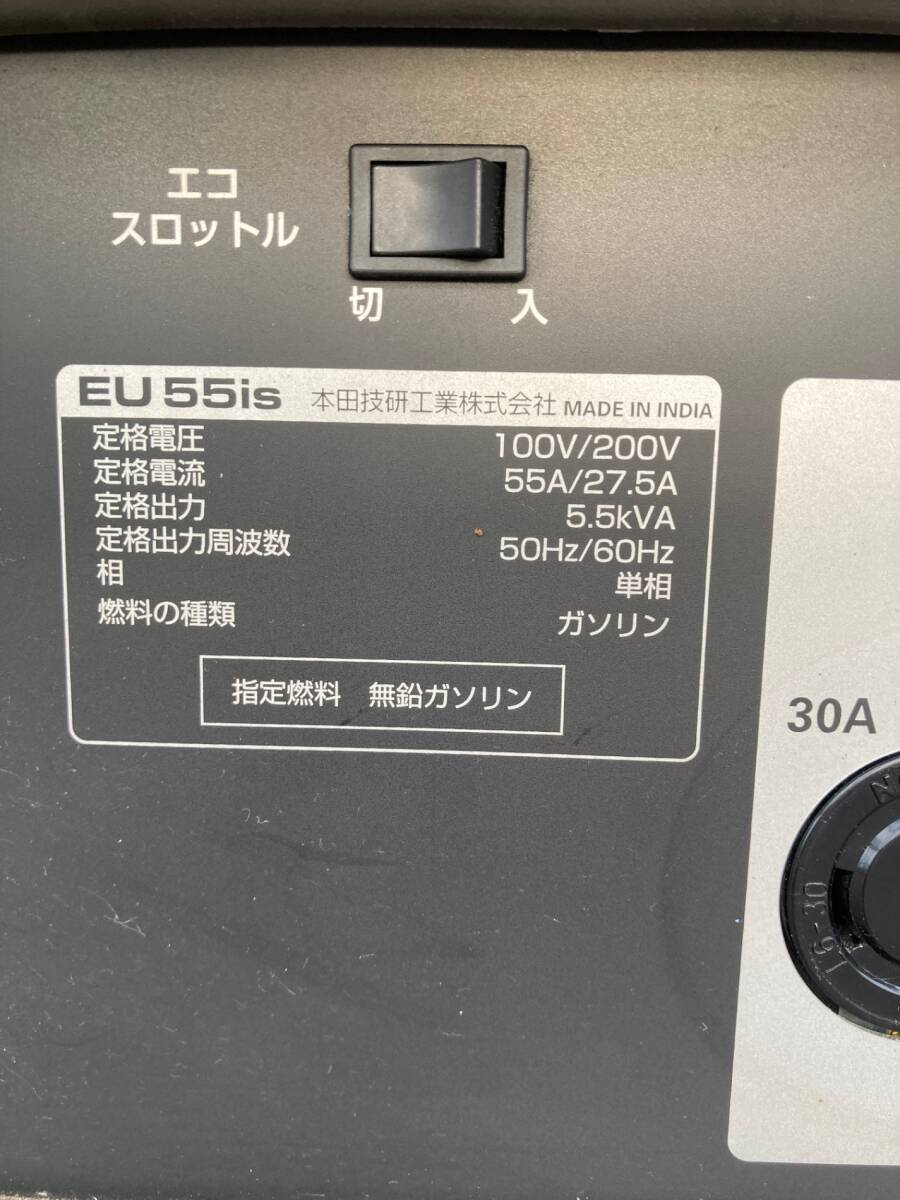 エコ
スロットル
切 入
EU 55is 本田技研工業株式会社 MADE IN INDIA
定格電圧 100V/200V
定格電流 55A/27.5A
定格出力 5.5kVA
定格出力周波数 50Hz/60Hz
相 単相
燃料の種類 ガソリン
指定燃料 無鉛ガソリン
30A
L6-30